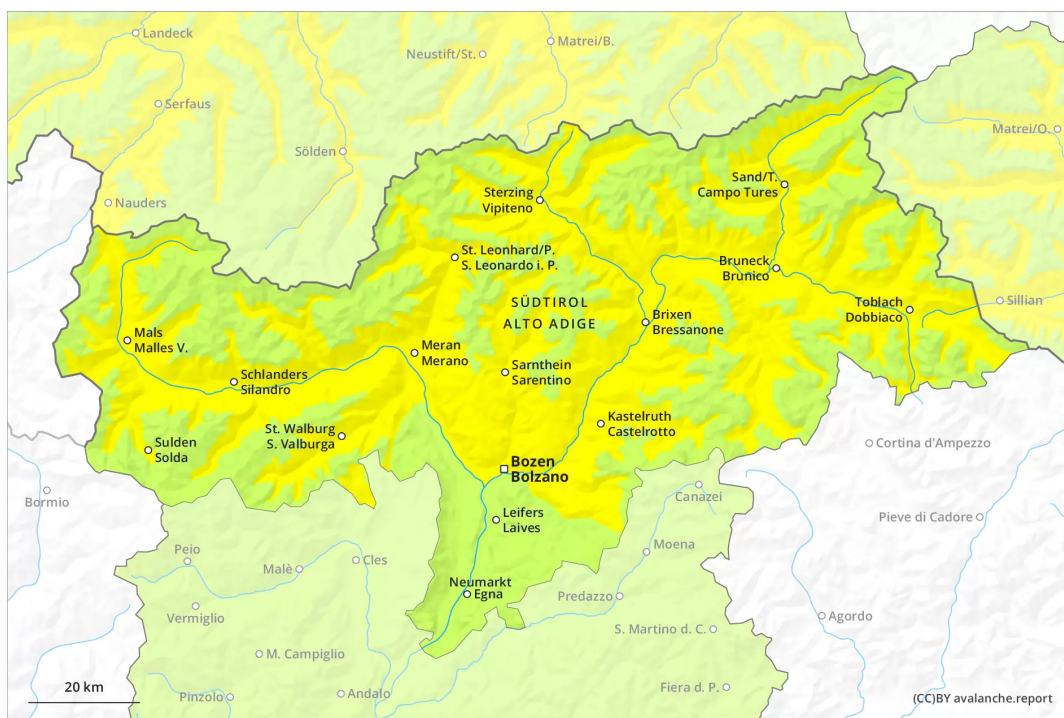 Landeck
Neustift/St.
Matrei/B.
Serfaus
Sölden
Matrei/O.
Nauders
Sterzing
Vipiteno
Sand/T.
Campo Tures
St. Leonhard/P.
S. Leonardo i. P.
Bruneck
Brunico
SÜDTIROL
ALTO ADIGE
Toblach
Dobbiaco
Sillian
Mals
Malles V.
Brixen
Bressanone
Meran
Merano
Schlanders
Silandro
Sarnthein
Sarentino
St. Walburg
S. Valburga
Kastelruth
Castelrotto
Sulden
Solda
Cortina d'Ampezzo
Bozen
Bolzano
Bormio
Canazei
Leifers
Laives
Pieve di Cadore
Peio
Cles
Malè
Moena
Neumarkt
Egna
Vermiglio
Predazzo
Agordo
S. Martino d. C.
M. Campiglio
20 km
Pinzolo
Andalo
Fiera d. P.
(CC)BY avalanche.report